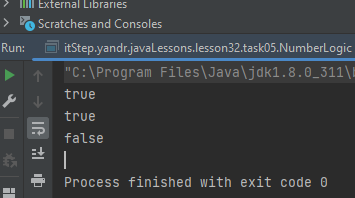 External Libraries
Scratches and Consoles
Run: itStep.yandr.javaLessons.lesson32.task05.NumberLogic
"C:\Program Files\Java\jdk1.8.0_311\
true
true
false
Process finished with exit code 0